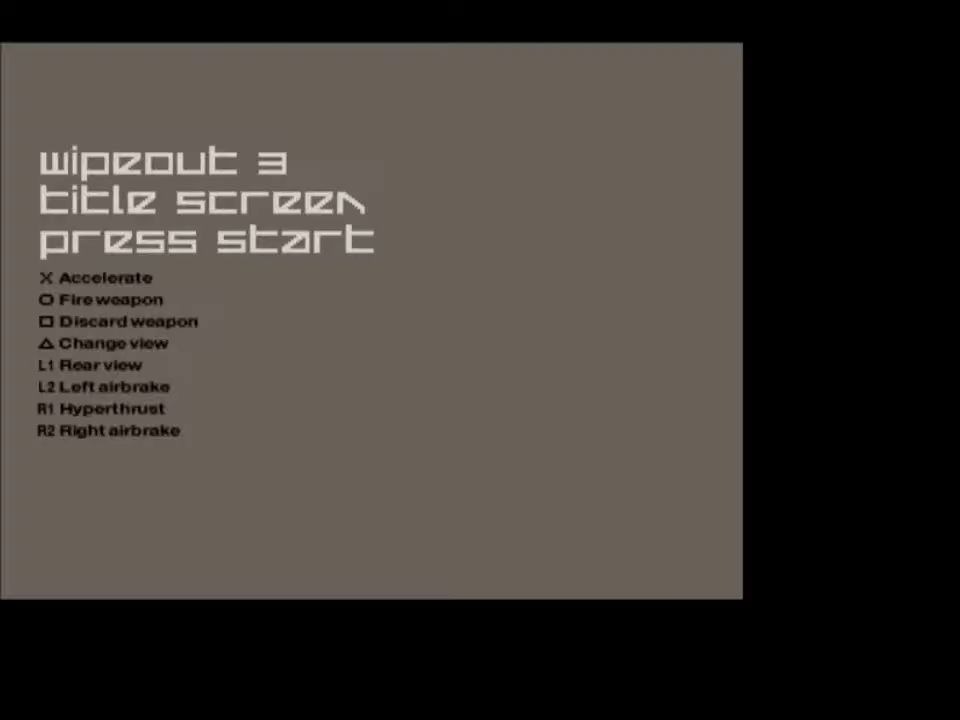 wipeout 3
title screen
press start
X Accelerate
O Fire weapon
□ Discard weapon
△ Change view
L1 Rear view
L2 Left airbrake
R1 Hyperthrust
R2 Right airbrake